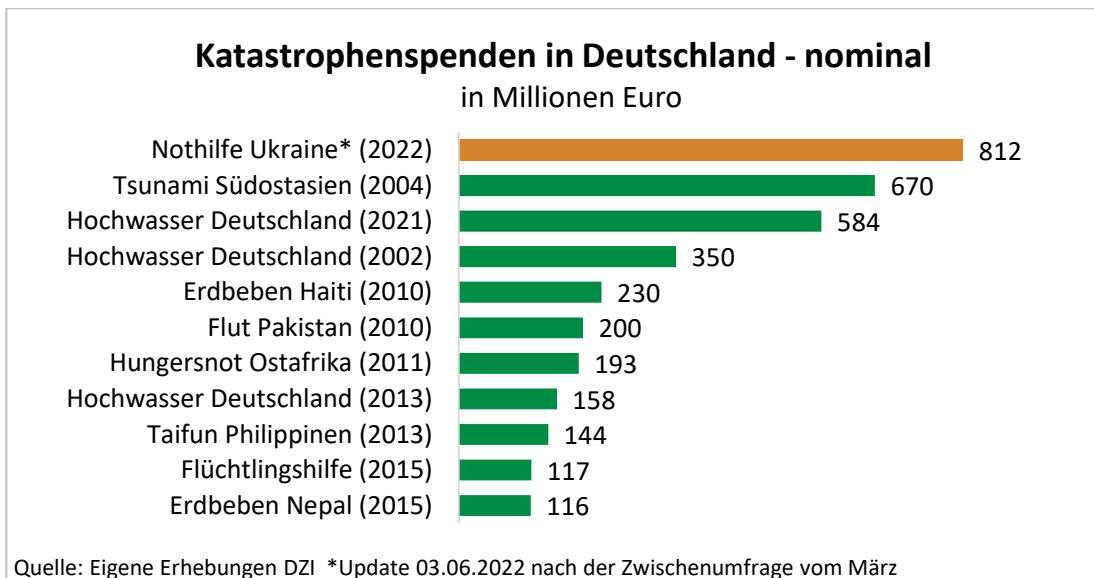 Katastrophenspenden in Deutschland - nominal
in Millionen Euro
Nothilfe Ukraine* (2022) 812
Tsunami Südostasien (2004) 670
Hochwasser Deutschland (2021) 584
Hochwasser Deutschland (2002) 350
Erdbeben Haiti (2010) 230
Flut Pakistan (2010) 200
Hungersnot Ostafrika (2011) 193
Hochwasser Deutschland (2013) 158
Taifun Philippinen (2013) 144
Flüchtlingshilfe (2015) 117
Erdbeben Nepal (2015) 116
Quelle: Eigene Erhebungen DZI *Update 03.06.2022 nach der Zwischenumfrage vom März